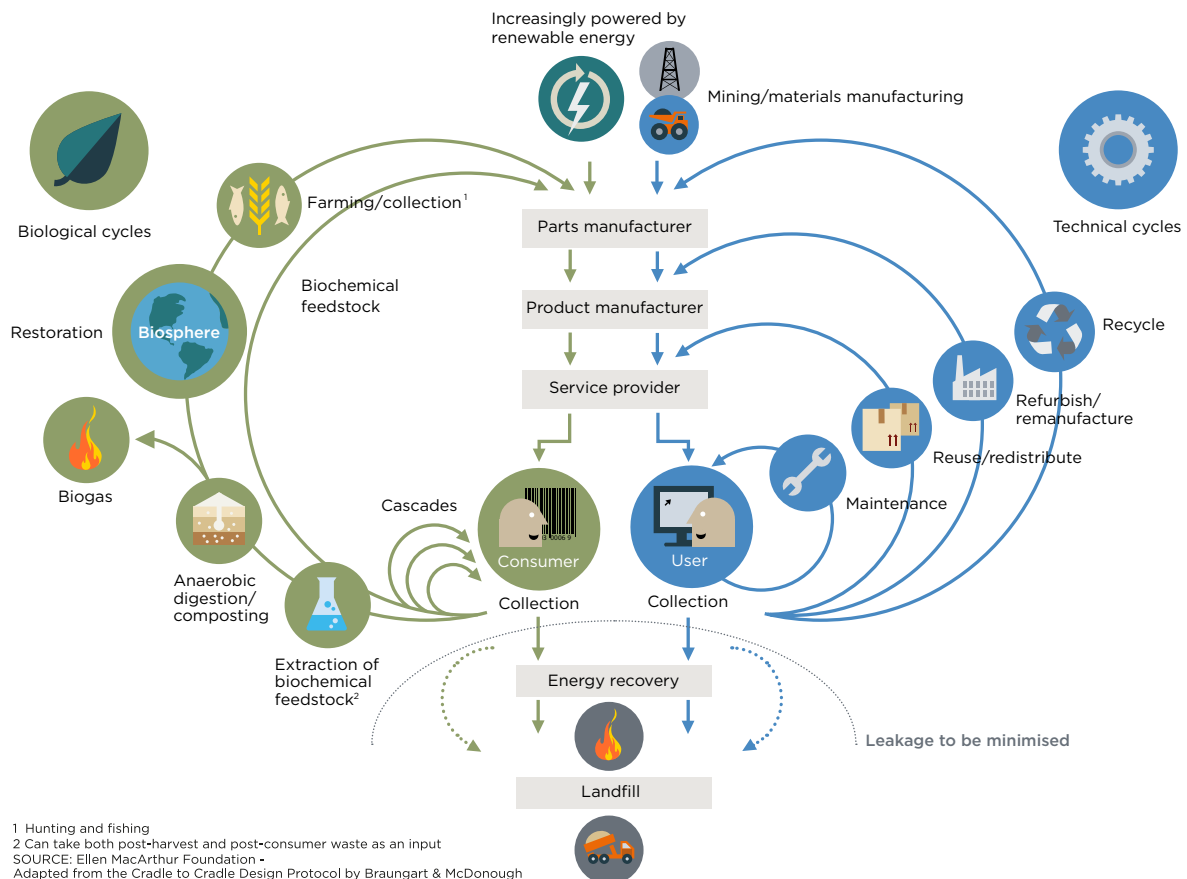 Increasingly powered by
renewable energy
Mining/materials manufacturing
Biological cycles
Farming/collection¹
Parts manufacturer
Technical cycles
Biochemical
feedstock
Product manufacturer
Restoration
Biosphere
Recycle
Service provider
Refurbish/
remanufacture
Reuse/redistribute
Biogas
Cascades
Maintenance
Consumer
User
Anaerobic
digestion/
composting
Collection
Collection
Extraction of
biochemical
feedstock²
Energy recovery
Leakage to be minimised
Landfill
1 Hunting and fishing
2 Can take both post-harvest and post-consumer waste as an input
SOURCE: Ellen MacArthur Foundation -
Adapted from the Cradle to Cradle Design Protocol by Braungart & McDonough